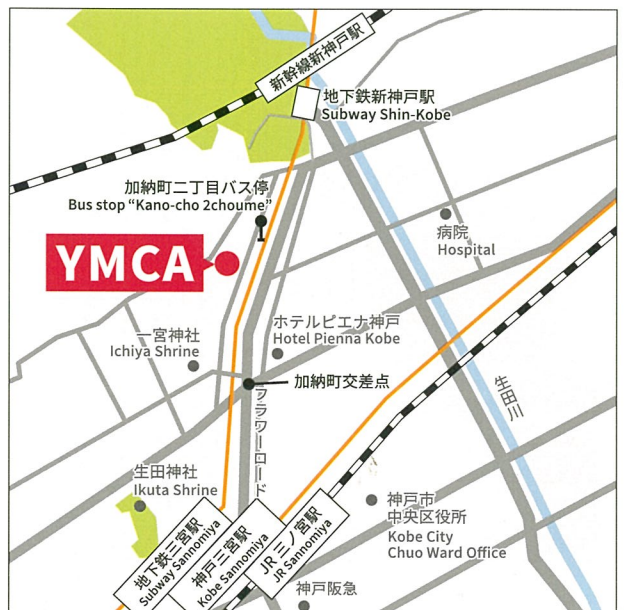 新幹線新神戸駅
地下鉄新神戸駅
Subway Shin-Kobe
加納町二丁目バス停
Bus stop “Kano-cho 2choume”
YMCA
病院
Hospital
一宮神社
Ichiya Shrine
ホテルピエナ神戸
Hotel Pienna Kobe
加納町交差点
フラワーロード
生田川
生田神社
Ikuta Shrine
地下鉄三宮駅
Subway Sannomiya
神戸三宮駅
Kobe Sannomiya
JR 三ノ宮駅
JR Sannomiya
神戸市
中央区役所
Kobe City
Chuo Ward Office
神戸阪急